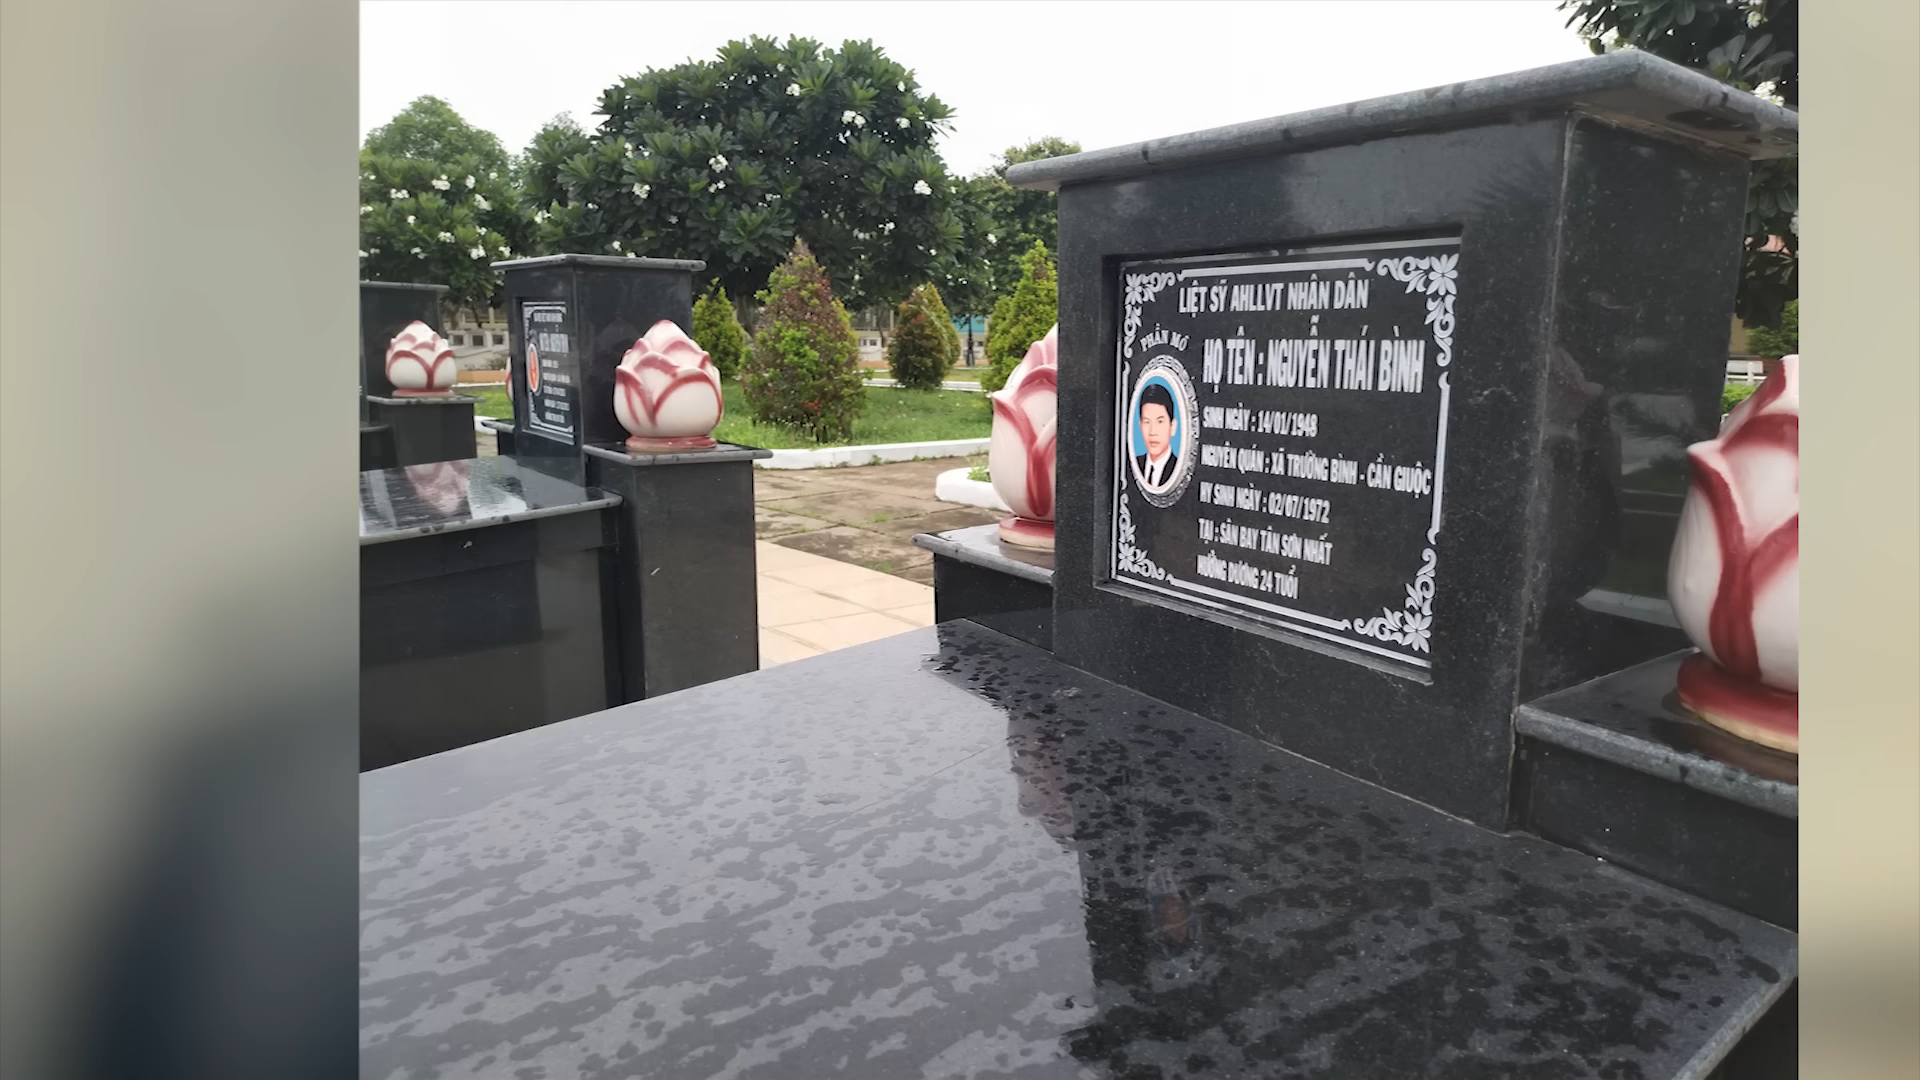 LIỆT SỸ AHLLVT NHÂN DÂN
PHẦN MỘ
HỌ TÊN : NGUYỄN THÁI BÌNH
SINH NGÀY : 14/01/1948
NGUYÊN QUÁN : XÃ TRƯỜNG BÌNH - CẦN GIUỘC
HY SINH NGÀY : 02/07/1972
TẠI : SÂN BAY TÂN SƠN NHẤT
HƯỞNG DƯƠNG 24 TUỔI